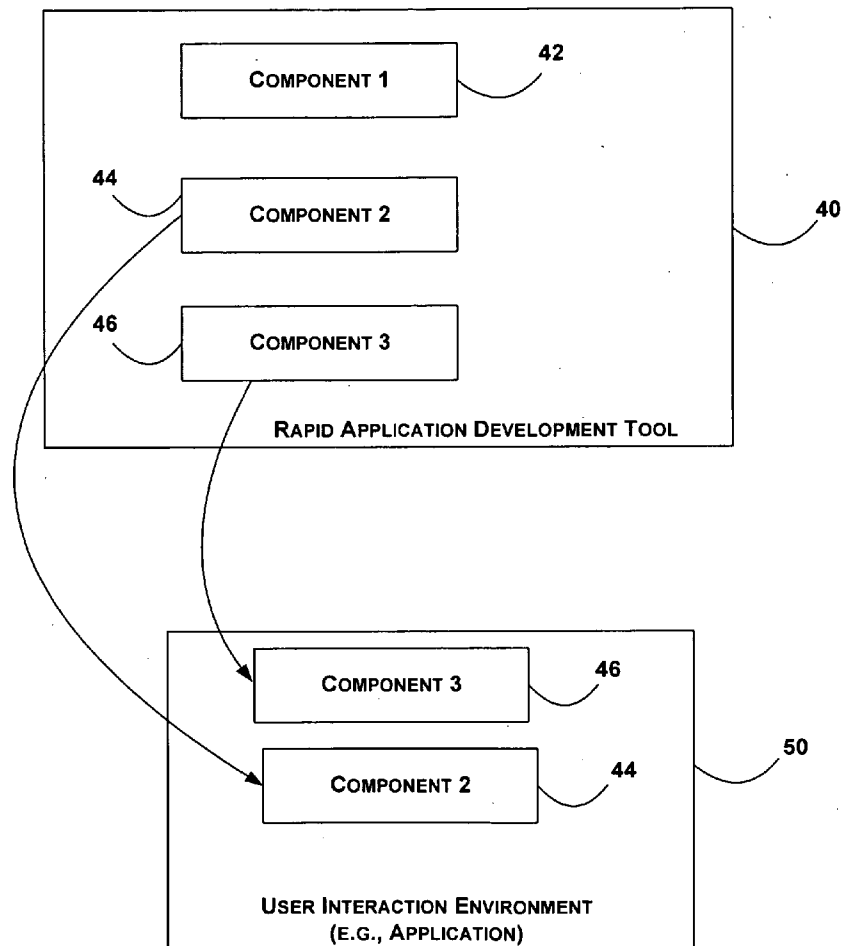 42
COMPONENT 1
44
COMPONENT 2
40
46
COMPONENT 3
RAPID APPLICATION DEVELOPMENT TOOL
COMPONENT 3
46
50
COMPONENT 2
44
USER INTERACTION ENVIRONMENT
(E.G., APPLICATION)